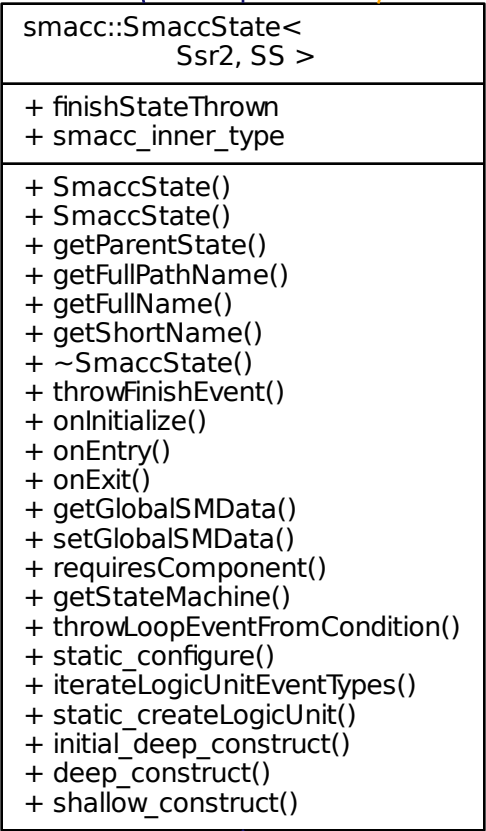 smacc::SmaccState<
Ssr2, SS >
+ finishStateThrown
+ smacc_inner_type
+ SmaccState()
+ SmaccState()
+ getParentState()
+ getFullPathName()
+ getFullName()
+ getShortName()
+ ~SmaccState()
+ throwFinishEvent()
+ onInitialize()
+ onEntry()
+ onExit()
+ getGlobalSMData()
+ setGlobalSMData()
+ requiresComponent()
+ getStateMachine()
+ throwLoopEventFromCondition()
+ static_configure()
+ iterateLogicUnitEventTypes()
+ static_createLogicUnit()
+ initial_deep_construct()
+ deep_construct()
+ shallow_construct()